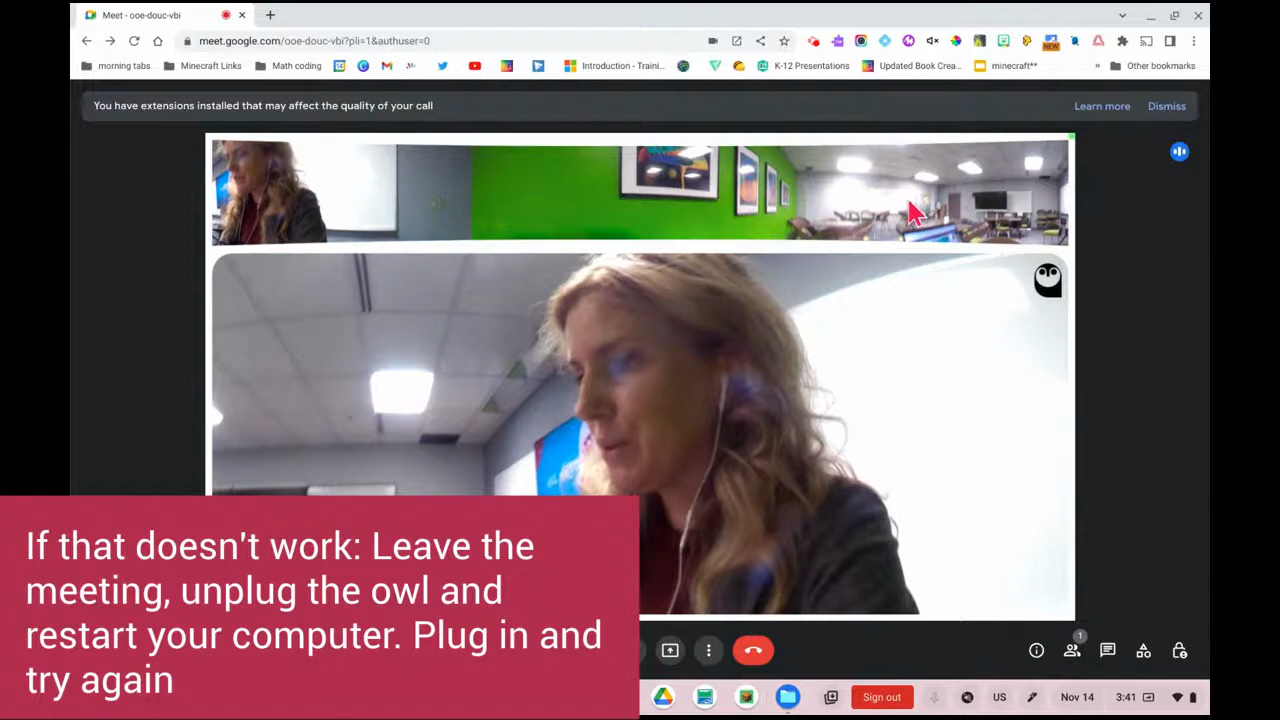 Meet - ooe-douc-vbi
meet.google.com/ooe-douc-vbi?pli=1&authuser=0
NEW
morning tabs Minecraft Links Math coding Introduction - Traini... K-12 Presentations Updated Book Crea... minecraft** » Other bookmarks
You have extensions installed that may affect the quality of your call Learn more Dismiss
If that doesn't work: Leave the
meeting, unplug the owl and
restart your computer. Plug in and
try again
1
Sign out US Nov 14 3:41